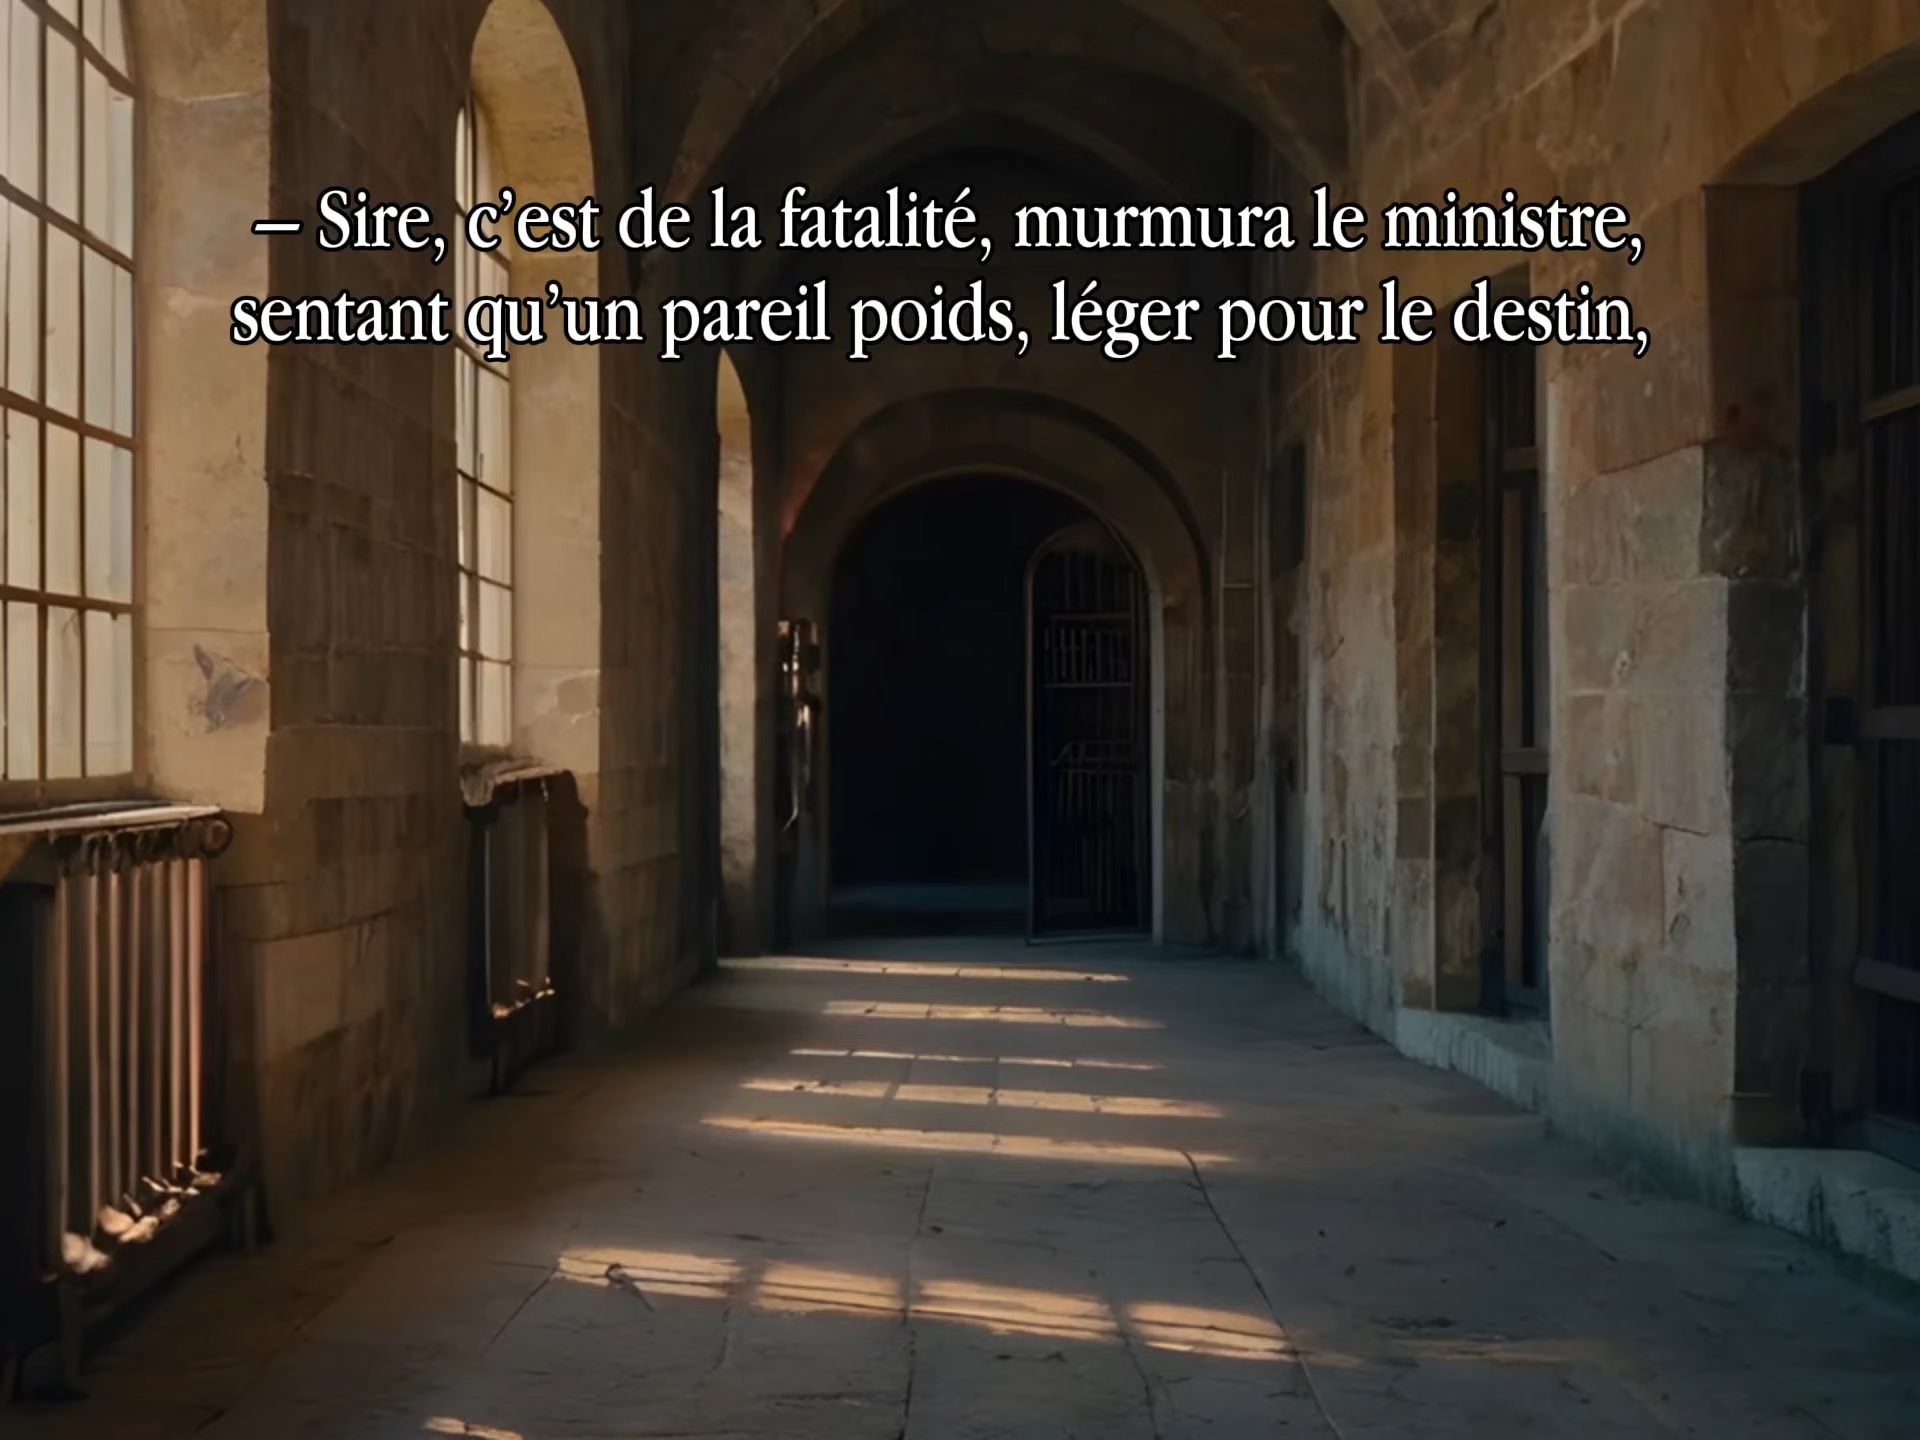 – Sire, c’est de la fatalité, murmura le ministre,
sentant qu’un pareil poids, léger pour le destin,